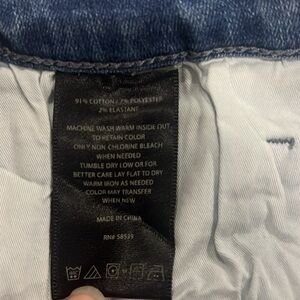 91% COTTON / 7% POLYESTER
2% ELASTANE
MACHINE WASH WARM INSIDE OUT
TO RETAIN COLOR
ONLY NON CHLORINE BLEACH
WHEN NEEDED
TUMBLE DRY LOW OR FOR
BETTER CARE LAY FLAT TO DRY
WARM IRON AS NEEDED
COLOR MAY TRANSFER
WHEN NEW
MADE IN CHINA
RN# 58539